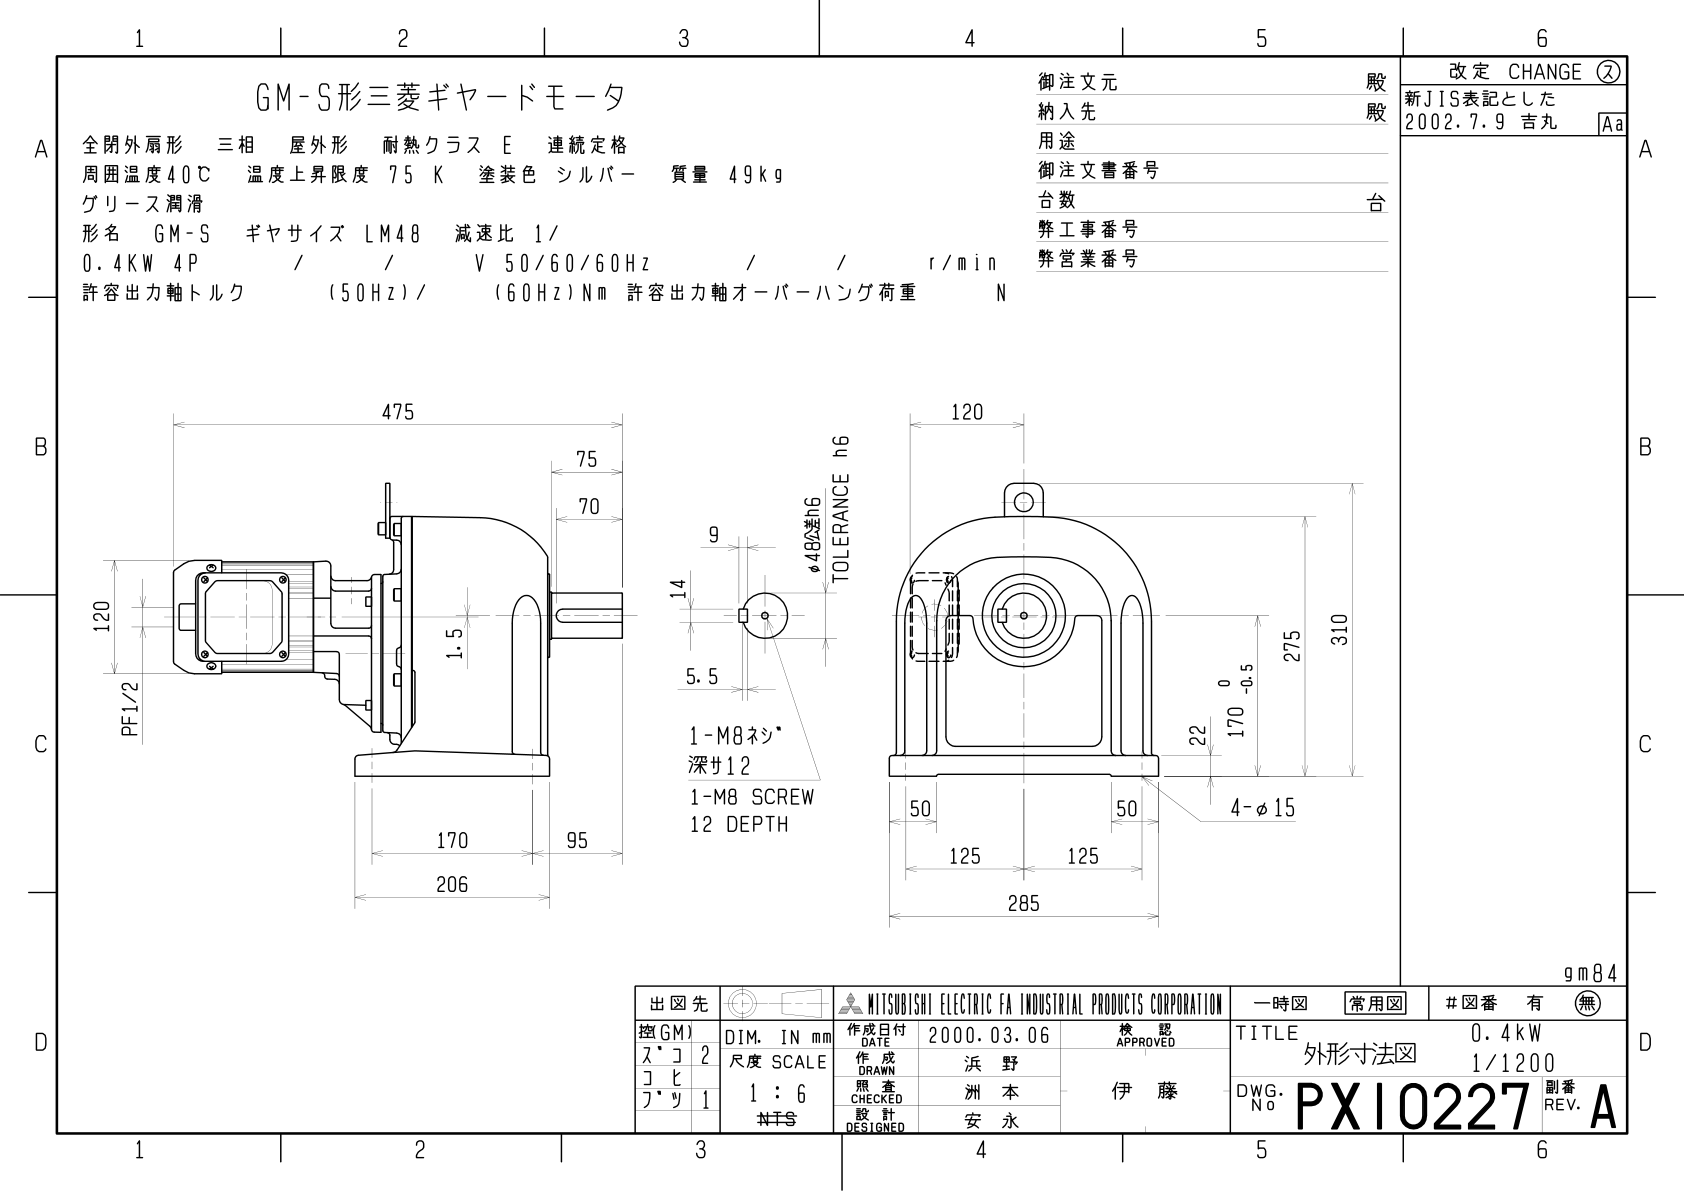 1 2 3 4 5 6
GM-S形三菱ギヤードモータ
全閉外扇形 三相 屋外形 耐熱クラス E 連続定格
周囲温度40℃ 温度上昇限度 75 K 塗装色 シルバー 質量 49kg
グリース潤滑
形名 GM-S ギヤサイズ LM48 減速比 1/
0.4KW 4P / / V 50/60/60Hz / / r/min
許容出力軸トルク (50Hz)/ (60Hz)Nm 許容出力軸オーバーハング荷重 N
御注文元 殿
納入先 殿
用途
御注文書番号
台数 台
弊工事番号
弊営業番号
改定 CHANGE ス
新JIS表記とした
2002.7.9 吉丸 Aa
A A
B B
C C
D D
475
75
70
120
PF1/2
1.5
170
95
206
9
14
5.5
φ48公差h6
TOLERANCE h6
1-M8ネジ
深サ12
1-M8 SCREW
12 DEPTH
120
310
275
170 0 -0.5
22
50
50
4-φ15
125
125
285
gm84
出図先
控(GM)
ズコ 2
コヒ
ブツ 1
DIM. IN mm
尺度 SCALE
1 : 6
NTS
MITSUBISHI ELECTRIC FA INDUSTRIAL PRODUCTS CORPORATION
作成日付 DATE 2000.03.06
作成 DRAWN 浜野
照査 CHECKED 洲本
設計 DESIGNED 安永
検認 APPROVED
伊藤
一時図 常用図 #図番 有 無
TITLE 外形寸法図
0.4kW
1/1200
DWG. No PX10227 副番 REV. A
1 2 3 4 5 6